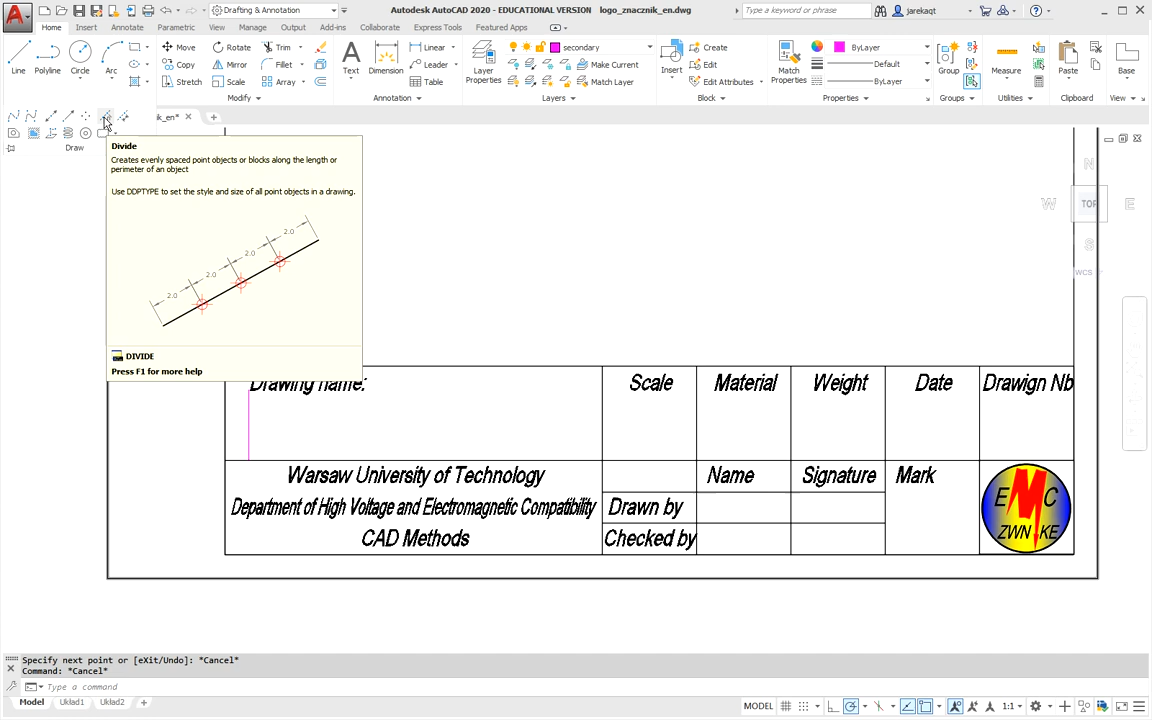 Drafting & Annotation
Autodesk AutoCAD 2020 - EDUCATIONAL VERSION logo_znacznik_en.dwg
Type a keyword or phrase
jarekaqt
Home Insert Annotate Parametric View Manage Output Add-ins Collaborate Express Tools Featured Apps
Line Polyline Circle Arc
Move Rotate Trim
Copy Mirror Fillet
Stretch Scale Array
Modify
Text Dimension
Linear
Leader
Table
Annotation
Layer Properties
secondary
Make Current
Match Layer
Layers
Insert
Create
Edit
Edit Attributes
Block
Match Properties
ByLayer
Default
ByLayer
Properties
Group
Groups
Measure
Utilities
Paste
Clipboard
Base
View
ik_en*
Draw
Divide
Creates evenly spaced point objects or blocks along the length or
perimeter of an object
Use DDPTYPE to set the style and size of all point objects in a drawing.
2.0
2.0
2.0
2.0
DIVIDE
Press F1 for more help
N
W TOP E
S
WCS
Drawing name: Scale Material Weight Date Drawign Nb
Warsaw University of Technology Name Signature Mark
Department of High Voltage and Electromagnetic Compatibility Drawn by
CAD Methods Checked by
E M C
ZWN KE
Specify next point or [eXit/Undo]: *Cancel*
Command: *Cancel*
Type a command
Model Układ1 Układ2
MODEL 1:1